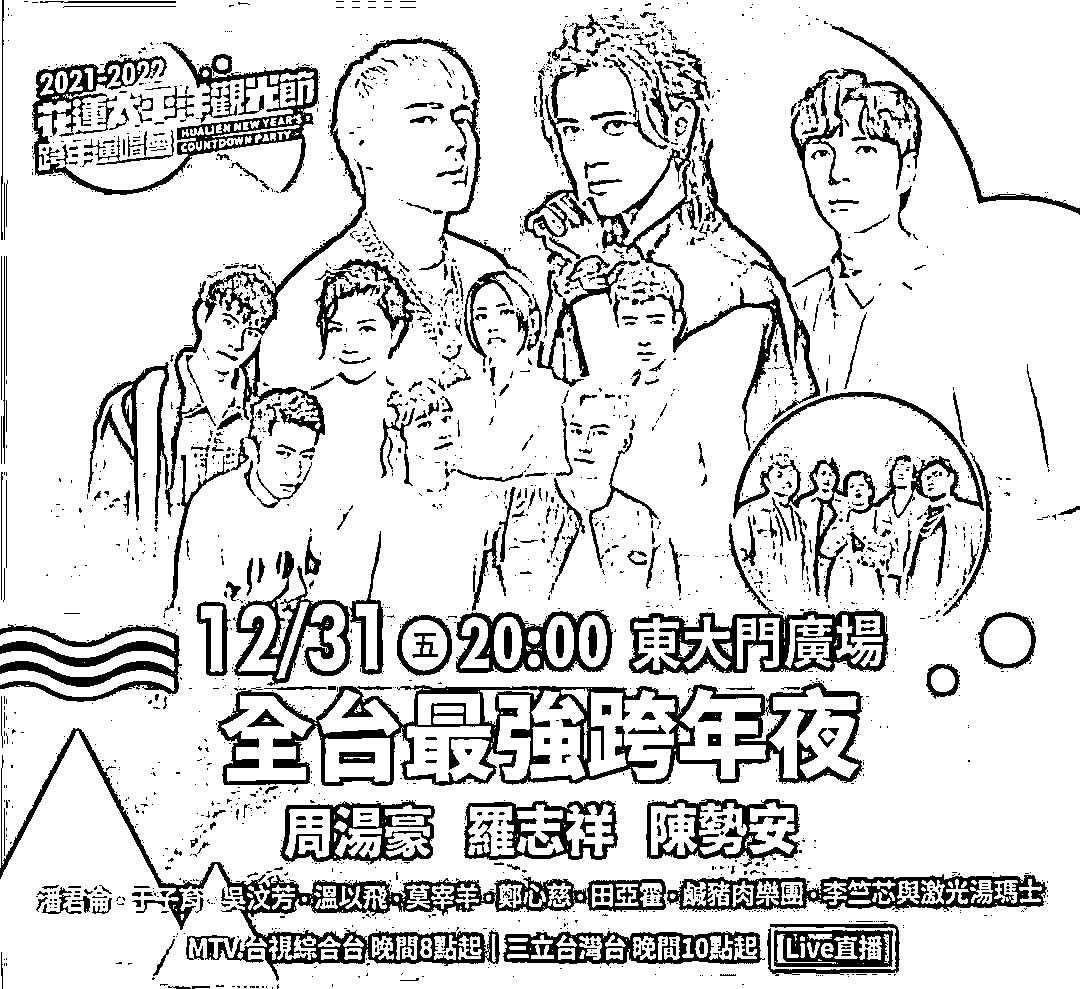 2021-2022
花蓮太平洋觀光節
跨年演唱會 HUALIEN NEW YEAR'S COUNTDOWN PARTY
12/31 五 20:00 東大門廣場
全台最強跨年夜
周湯豪 羅志祥 陳勢安
潘君侖·于子育·吳汶芳·溫以飛·莫宰羊·鄭心慈·田亞霍·鹹豬肉樂團·李竺芯與激光湯瑪士
MTV.台視綜合台 晚間8點起 | 三立台灣台 晚間10點起 Live直播